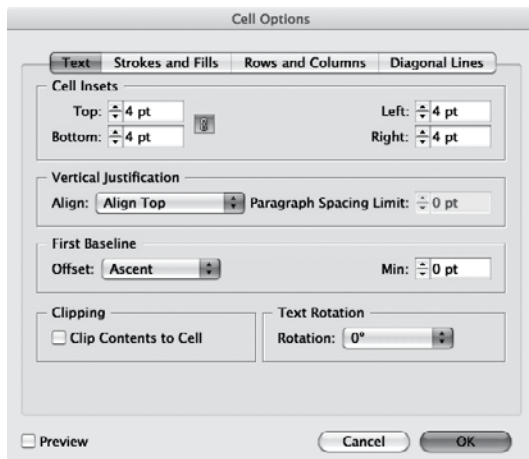 Cell Options
Text Strokes and Fills Rows and Columns Diagonal Lines
Cell Insets
Top: 4 pt Left: 4 pt
Bottom: 4 pt Right: 4 pt
Vertical Justification
Align: Align Top Paragraph Spacing Limit: 0 pt
First Baseline
Offset: Ascent Min: 0 pt
Clipping Text Rotation
Clip Contents to Cell Rotation: 0°
Preview Cancel OK